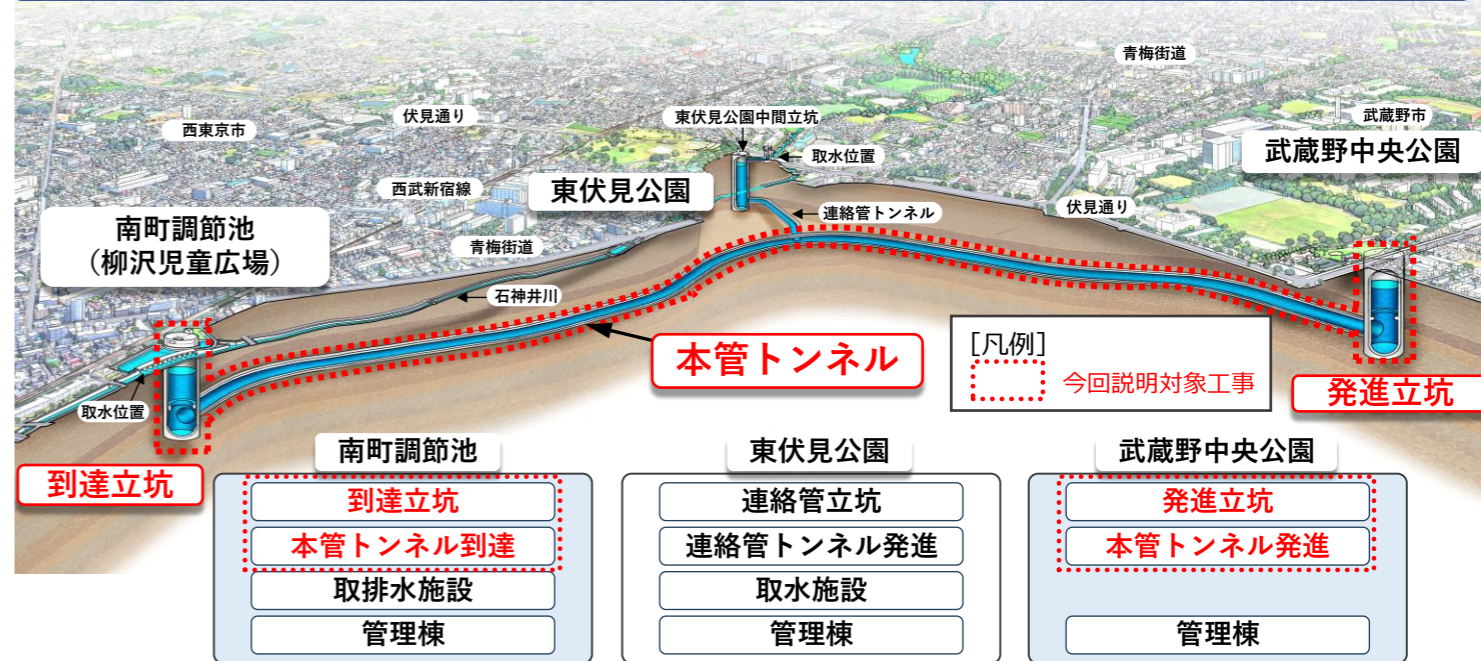 青梅街道
伏見通り
東伏見公園中間立坑
武蔵野市
西東京市
取水位置
武蔵野中央公園
西武新宿線
東伏見公園
連絡管トンネル
伏見通り
南町調節池
（柳沢児童広場）
青梅街道
石神井川
本管トンネル
[凡例]
今回説明対象工事
発進立坑
取水位置
到達立坑
南町調節池
到達立坑
本管トンネル到達
取排水施設
管理棟
東伏見公園
連絡管立坑
連絡管トンネル発進
取水施設
管理棟
武蔵野中央公園
発進立坑
本管トンネル発進
管理棟